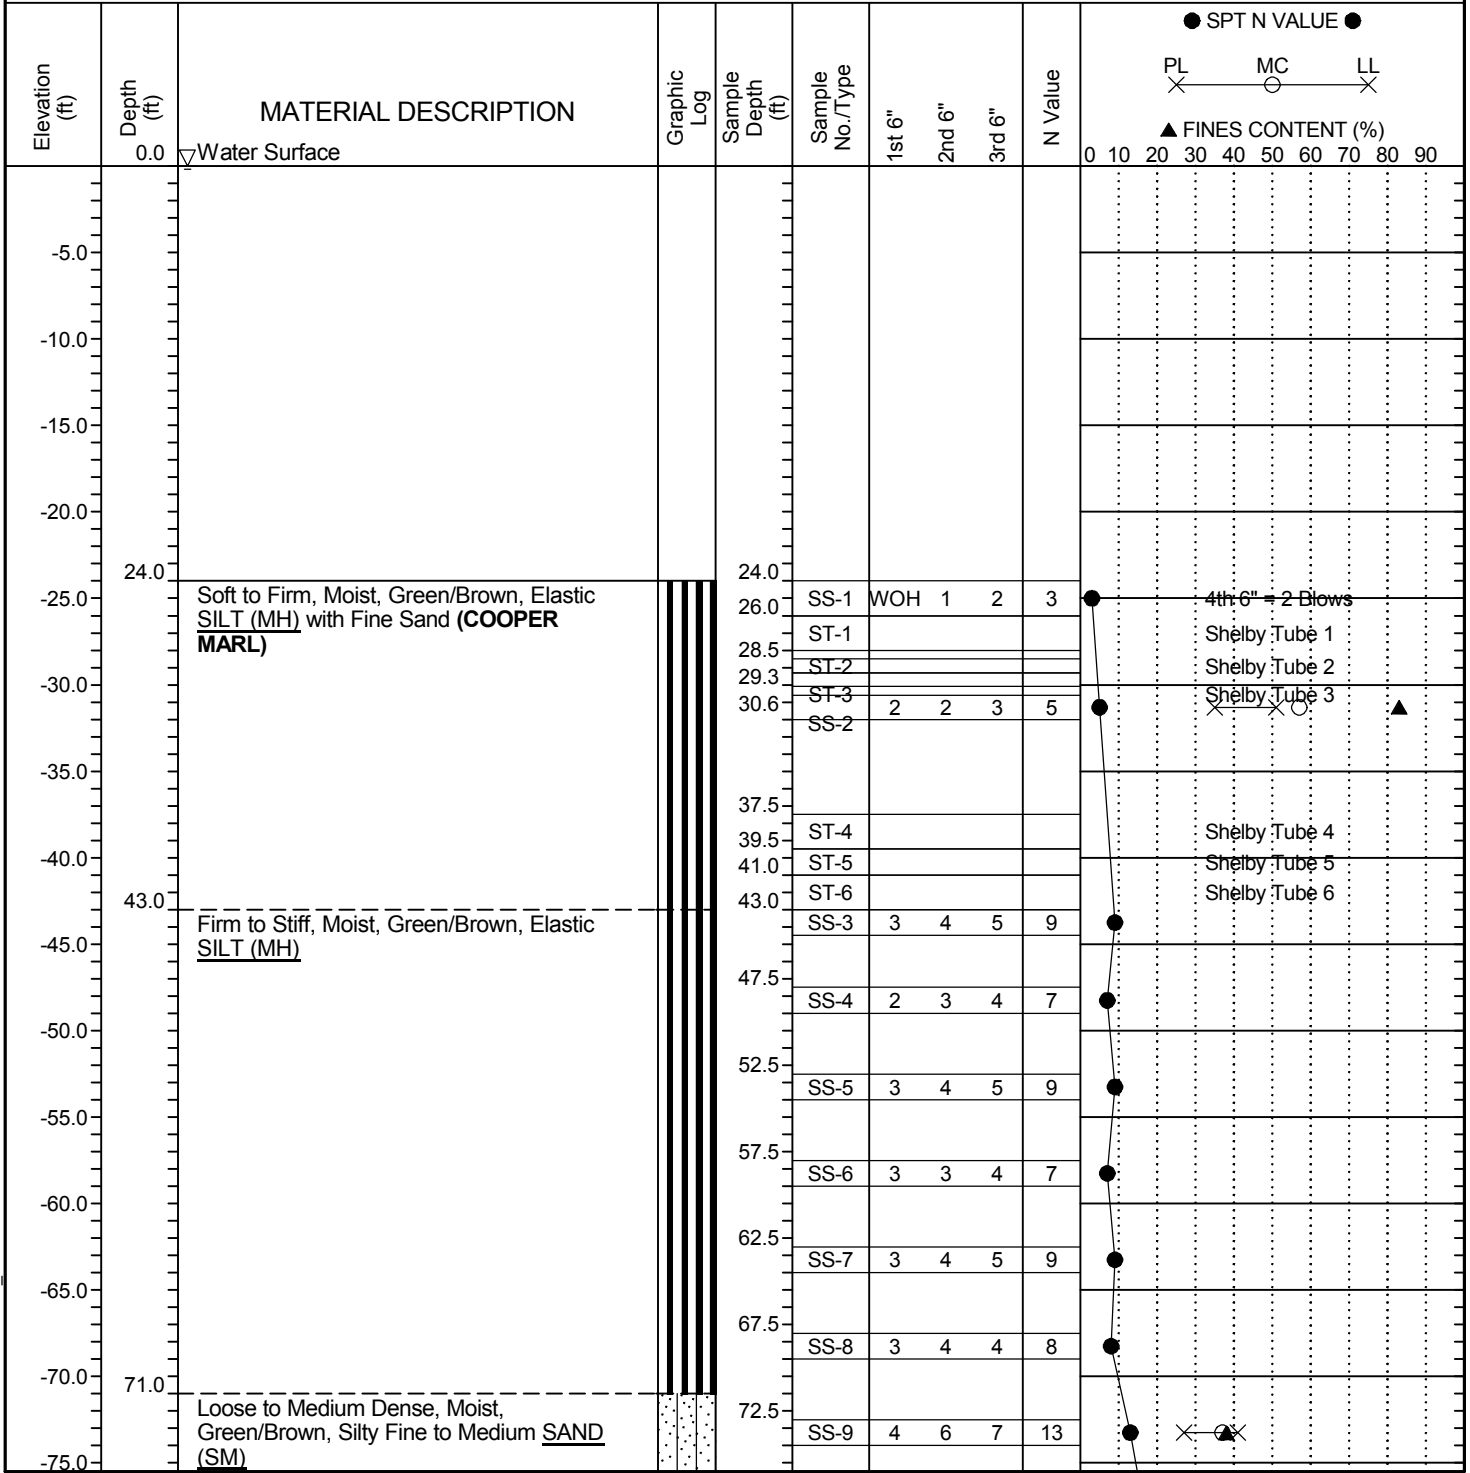 ● SPT N VALUE ●
PL MC LL
▲ FINES CONTENT (%)
Elevation (ft)
Depth (ft)
MATERIAL DESCRIPTION
Graphic Log
Sample Depth (ft)
Sample No./Type
1st 6"
2nd 6"
3rd 6"
N Value
0.0 Water Surface
0 10 20 30 40 50 60 70 80 90
-5.0
-10.0
-15.0
-20.0
24.0 24.0
-25.0 Soft to Firm, Moist, Green/Brown, Elastic 26.0 SS-1 WOH 1 2 3 4th 6" = 2 Blows
SILT (MH) with Fine Sand (COOPER
MARL) ST-1 Shelby Tube 1
28.5
ST-2 Shelby Tube 2
29.3
-30.0 ST-3 Shelby Tube 3
30.6 2 2 3 5
SS-2
-35.0
37.5
39.5 ST-4 Shelby Tube 4
-40.0 41.0 ST-5 Shelby Tube 5
43.0 43.0 ST-6 Shelby Tube 6
Firm to Stiff, Moist, Green/Brown, Elastic SS-3 3 4 5 9
-45.0 SILT (MH)
47.5
SS-4 2 3 4 7
-50.0
52.5
SS-5 3 4 5 9
-55.0
57.5
SS-6 3 3 4 7
-60.0
62.5
SS-7 3 4 5 9
-65.0
67.5
SS-8 3 4 4 8
-70.0
71.0
Loose to Medium Dense, Moist, 72.5
Green/Brown, Silty Fine to Medium SAND SS-9 4 6 7 13
(SM)
-75.0